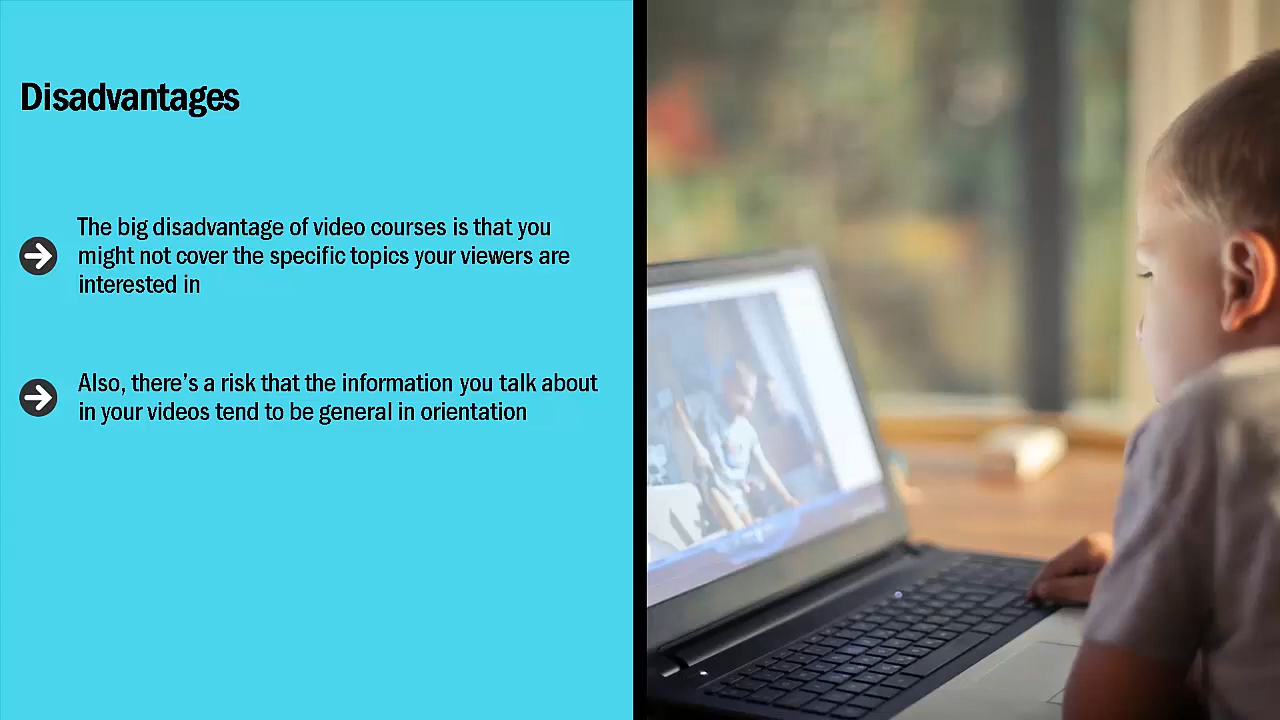 Disadvantages
The big disadvantage of video courses is that you
might not cover the specific topics your viewers are
interested in
Also, there's a risk that the information you talk about
in your videos tend to be general in orientation